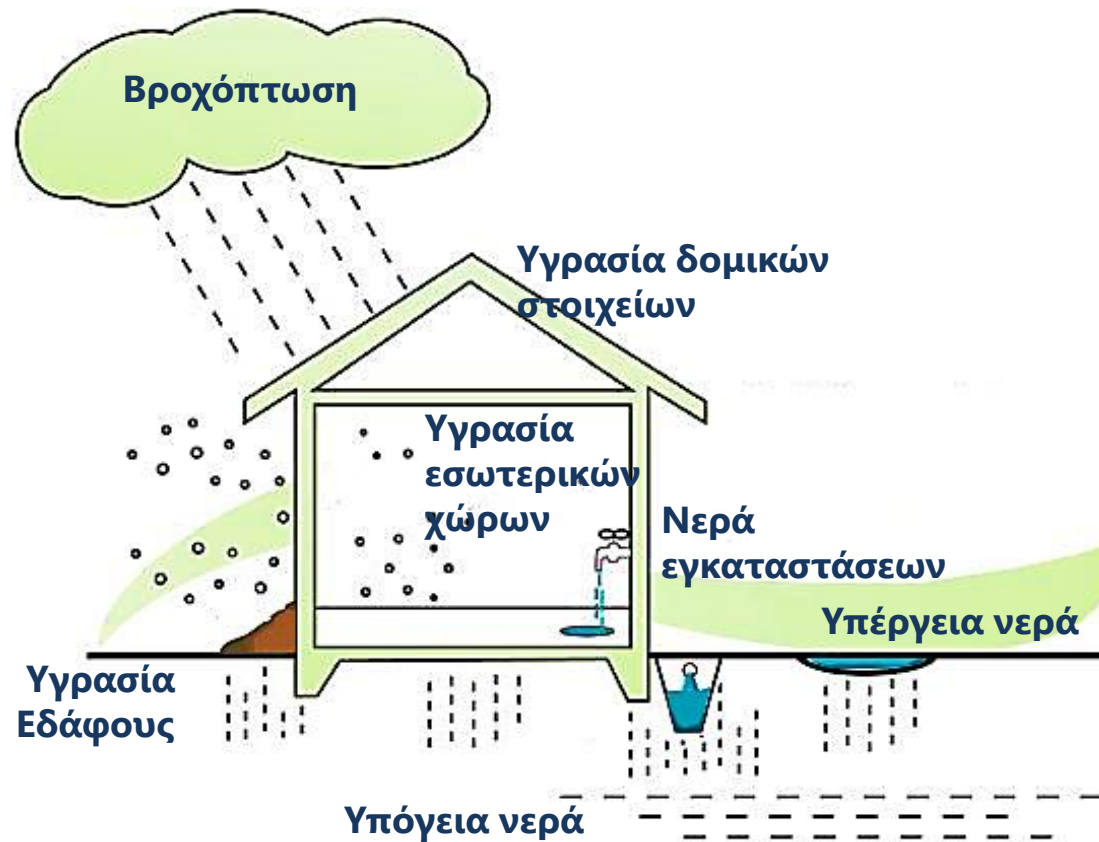 Βροχόπτωση
Υγρασία δομικών
στοιχείων
Υγρασία
εσωτερικών
χώρων
Νερά
εγκαταστάσεων
Υπέργεια νερά
Υγρασία
Εδάφους
Υπόγεια νερά